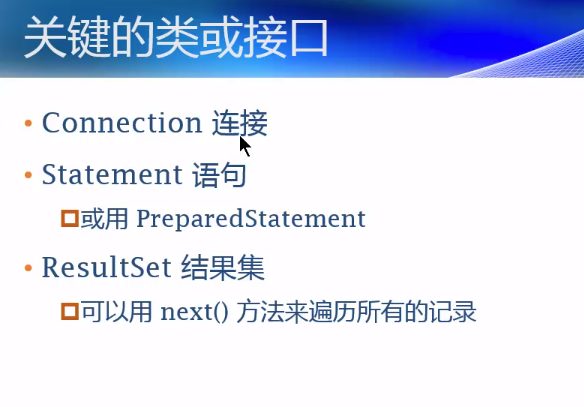 关键的类或接口
Connection 连接
Statement 语句
或用 PreparedStatement
ResultSet 结果集
可以用 next() 方法来遍历所有的记录